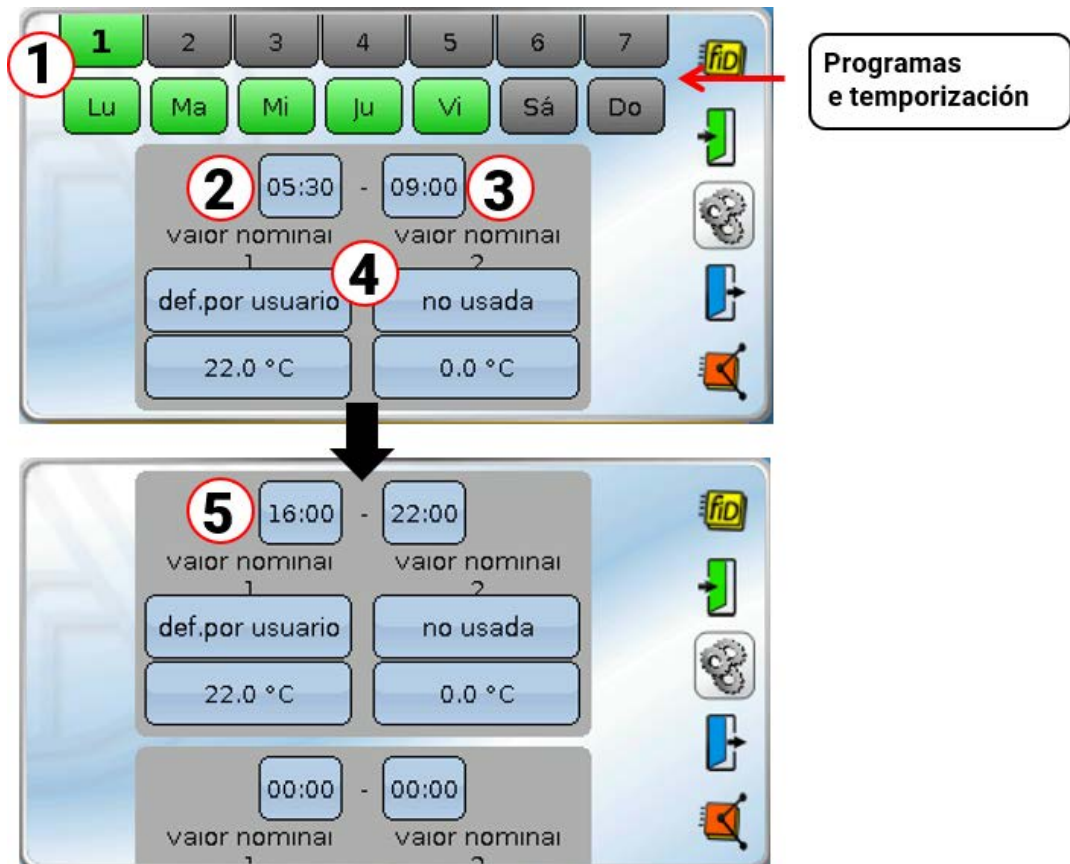 1 2 3 4 5 6 7
1
Lu Ma Mi Ju Vi Sá Do
fiD
Programas
e temporización
2 05:30 - 09:00 3
valor nominal valor nominal
1 2
4
def.por usuario no usada
22.0 °C 0.0 °C
5 16:00 - 22:00
fiD
valor nominal valor nominal
1 2
def.por usuario no usada
22.0 °C 0.0 °C
00:00 - 00:00
valor nominal valor nominal
1 2